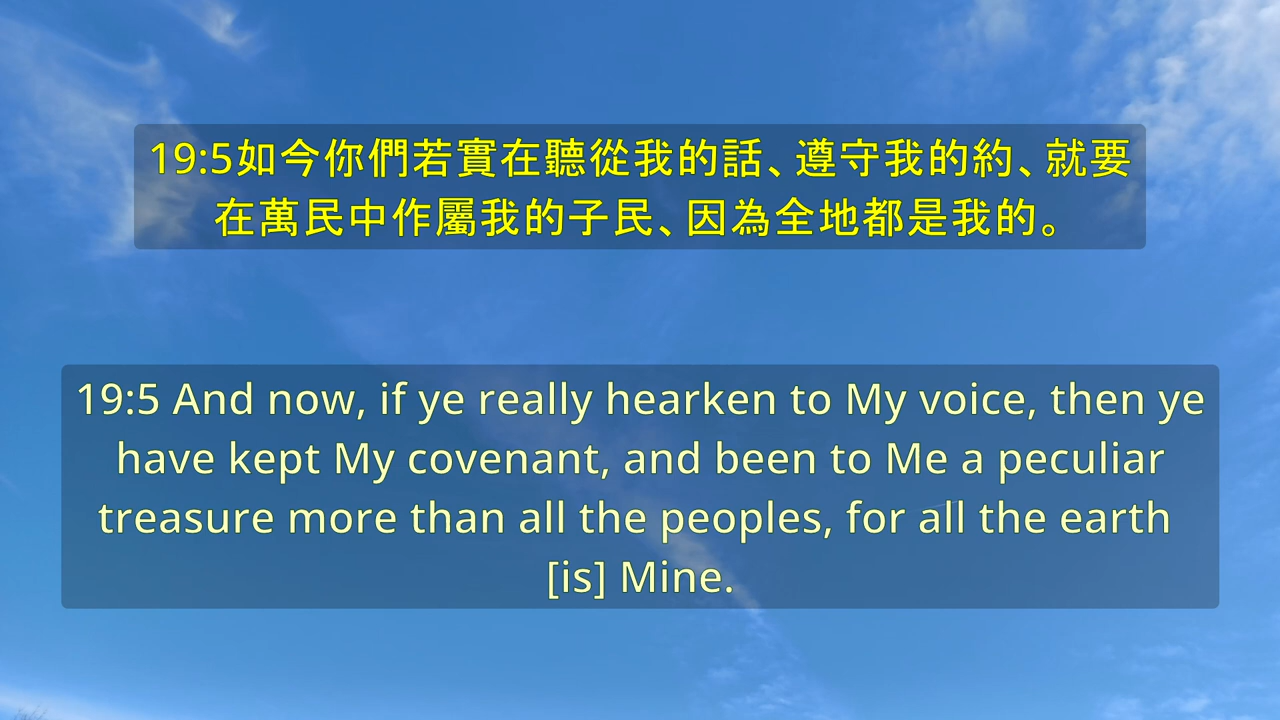 19:5如今你們若實在聽從我的話、遵守我的約、就要
在萬民中作屬我的子民、因為全地都是我的。
19:5 And now, if ye really hearken to My voice, then ye
have kept My covenant, and been to Me a peculiar
treasure more than all the peoples, for all the earth
[is] Mine.